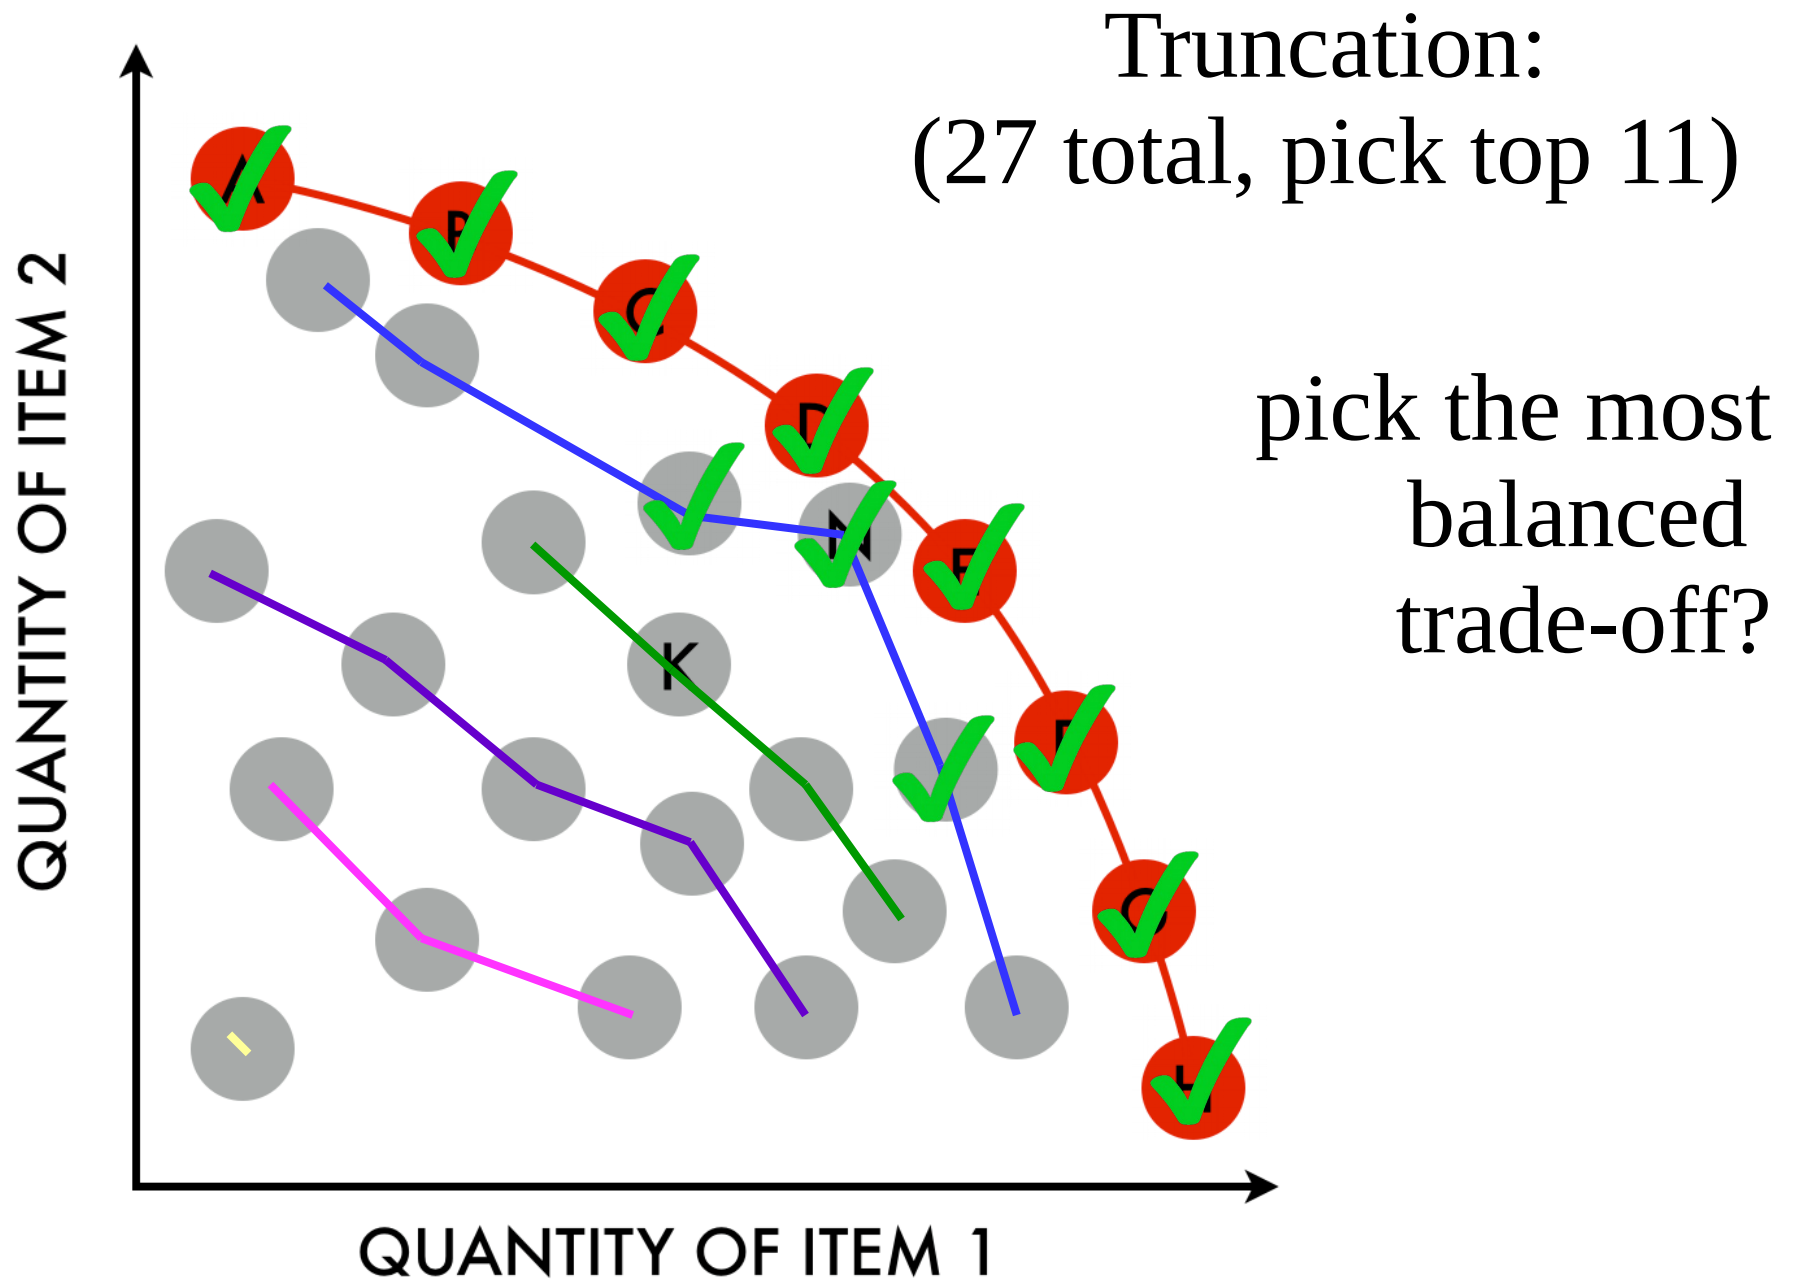 Truncation:
(27 total, pick top 11)
pick the most
balanced
trade-off?
QUANTITY OF ITEM 2
A
B
C
D
N
E
K
F
G
H
QUANTITY OF ITEM 1